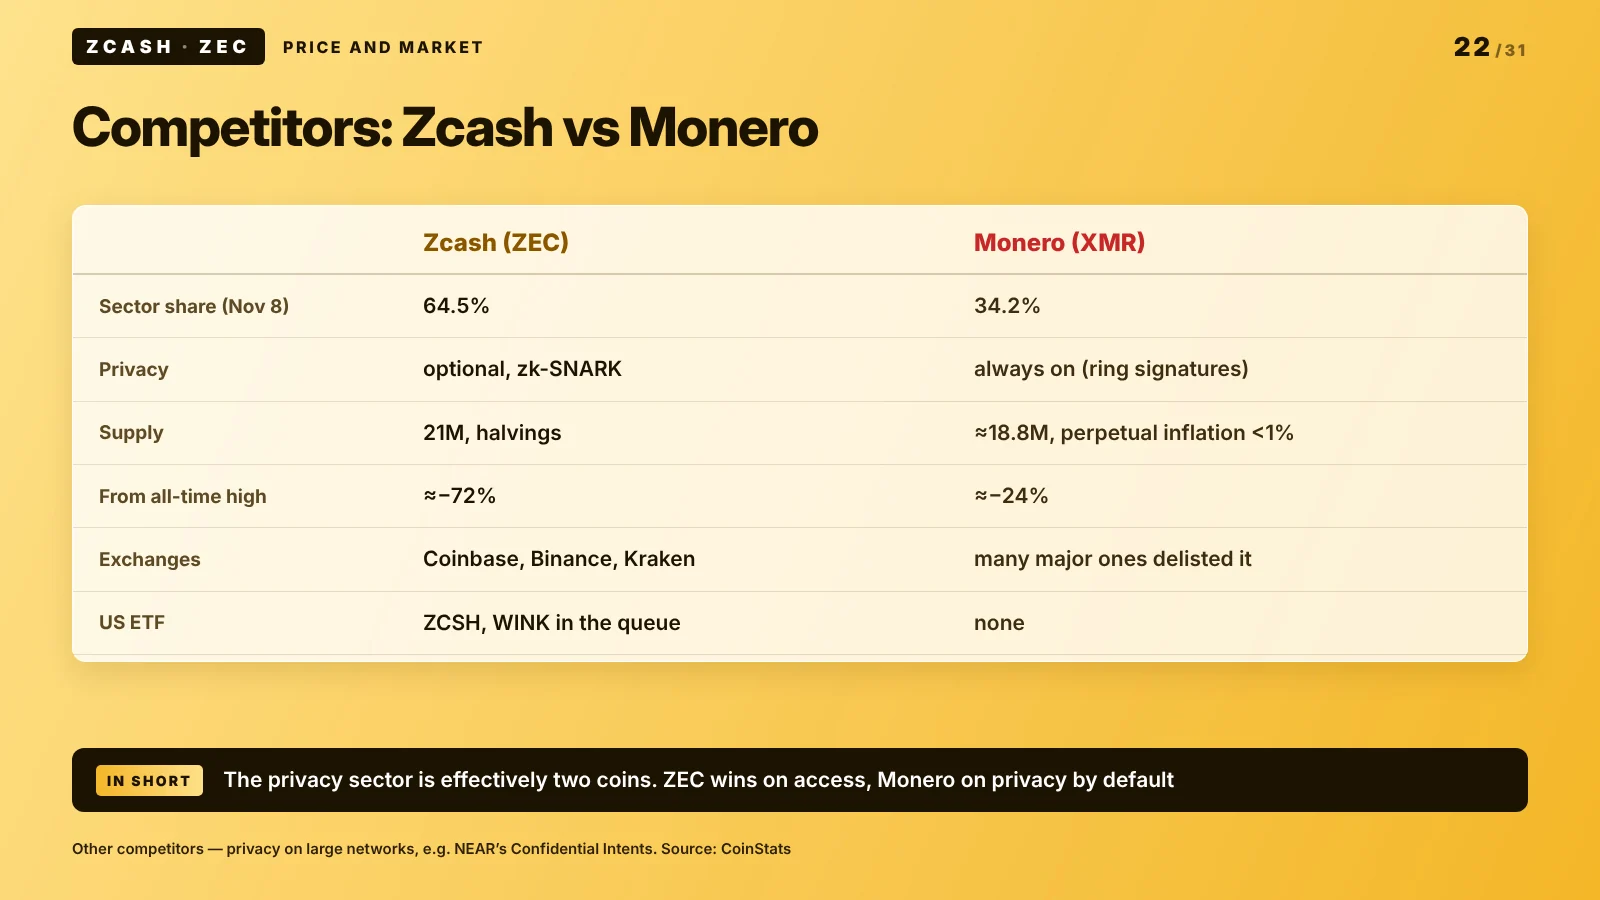 ZCASH · ZEC PRICE AND MARKET 22 / 31
Competitors: Zcash vs Monero
Zcash (ZEC) Monero (XMR)
Sector share (Nov 8) 64.5% 34.2%
Privacy optional, zk-SNARK always on (ring signatures)
Supply 21M, halvings ≈18.8M, perpetual inflation <1%
From all-time high ≈−72% ≈−24%
Exchanges Coinbase, Binance, Kraken many major ones delisted it
US ETF ZCSH, WINK in the queue none
IN SHORT The privacy sector is effectively two coins. ZEC wins on access, Monero on privacy by default
Other competitors — privacy on large networks, e.g. NEAR’s Confidential Intents. Source: CoinStats